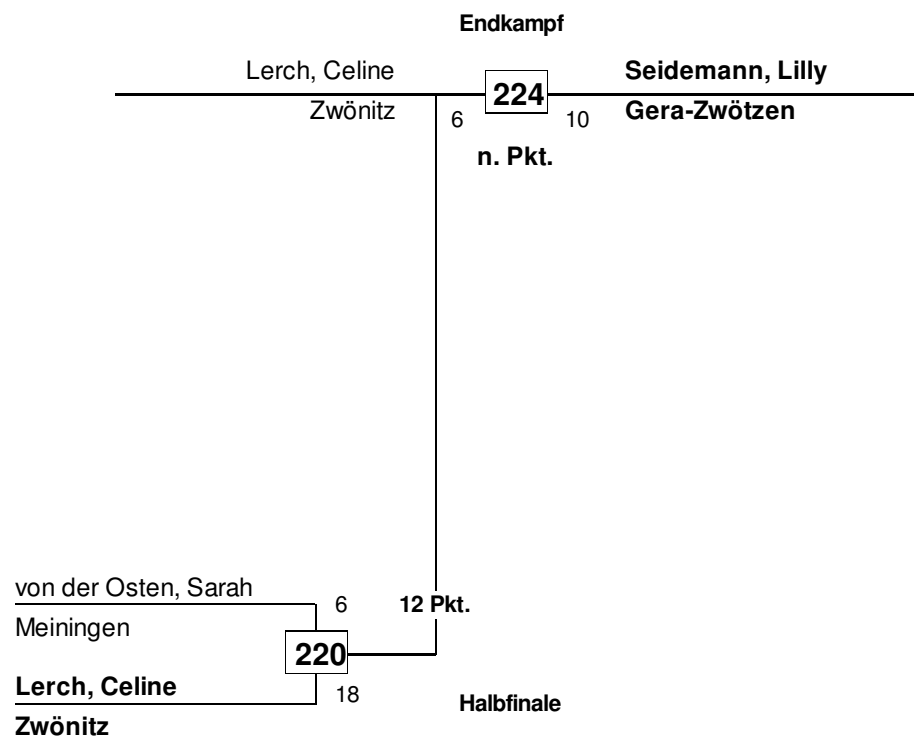 Endkampf
Lerch, Celine
Zwönitz
6
224
10
Seidemann, Lilly
Gera-Zwötzen
n. Pkt.
von der Osten, Sarah
Meiningen
6
12 Pkt.
220
Lerch, Celine
Zwönitz
18
Halbfinale